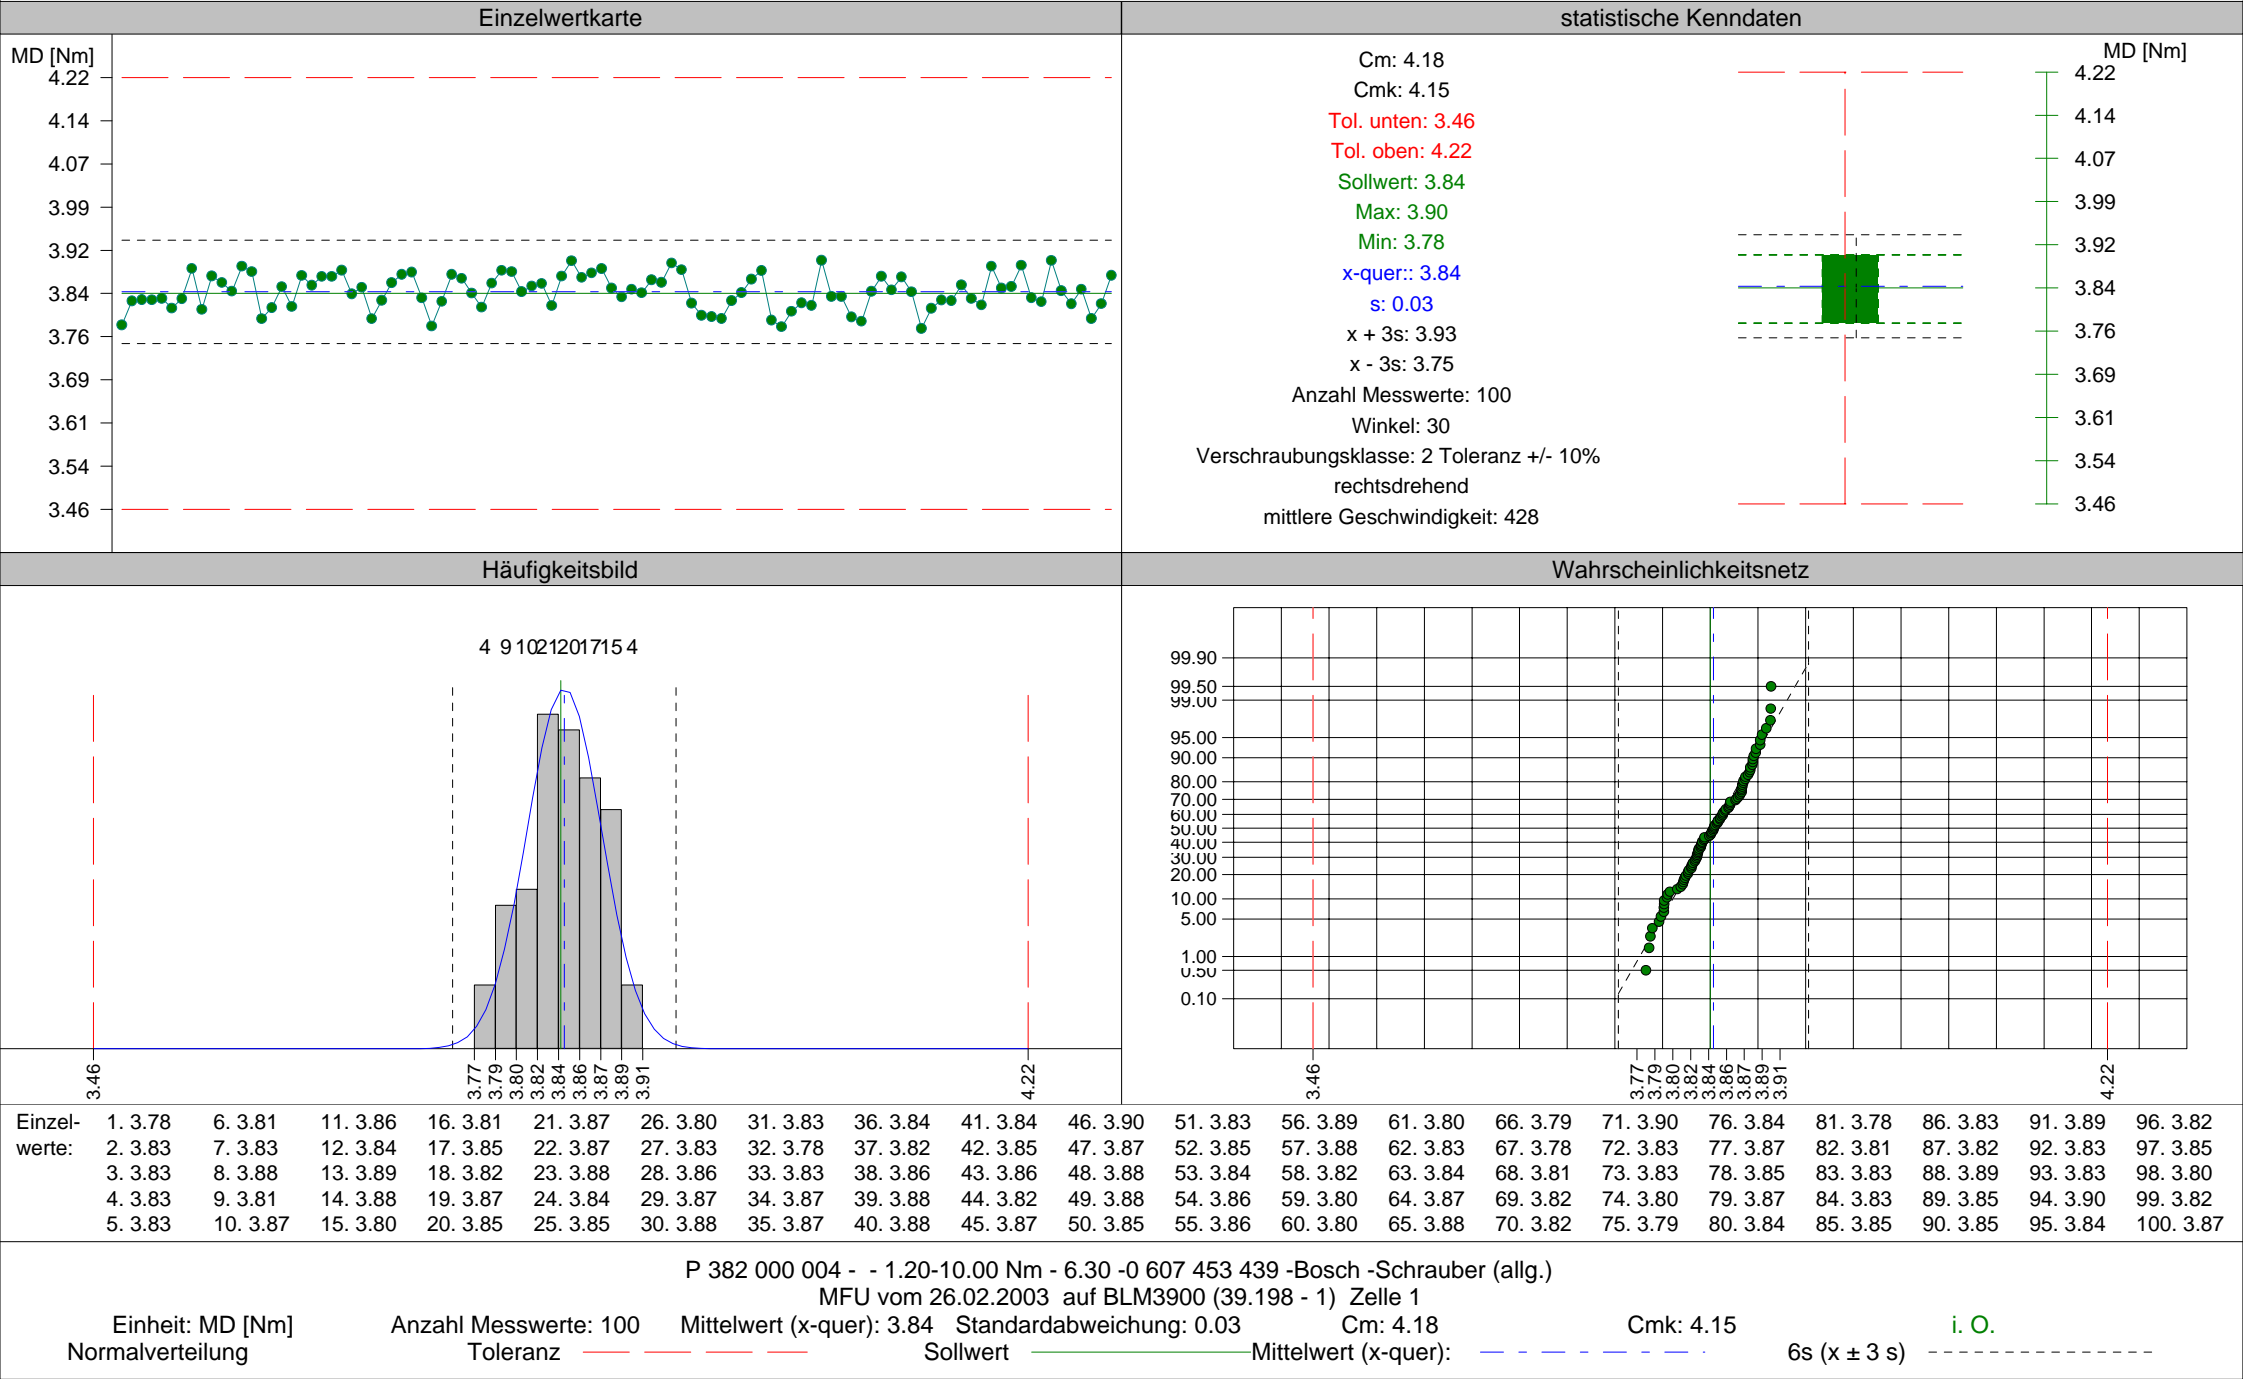 Einzelwertkarte
MD [Nm]
4.22
4.14
4.07
3.99
3.92
3.84
3.76
3.69
3.61
3.54
3.46
statistische Kenndaten
Cm: 4.18
Cmk: 4.15
Tol. unten: 3.46
Tol. oben: 4.22
Sollwert: 3.84
Max: 3.90
Min: 3.78
x-quer:: 3.84
s: 0.03
x + 3s: 3.93
x - 3s: 3.75
Anzahl Messwerte: 100
Winkel: 30
Verschraubungsklasse: 2 Toleranz +/- 10%
rechtsdrehend
mittlere Geschwindigkeit: 428
MD [Nm]
4.22
4.14
4.07
3.99
3.92
3.84
3.76
3.69
3.61
3.54
3.46
Häufigkeitsbild
4 9 10 21 20 17 15 4
3.46 3.77 3.79 3.80 3.82 3.84 3.86 3.87 3.89 3.91 4.22
Wahrscheinlichkeitsnetz
99.90
99.50
99.00
95.00
90.00
80.00
70.00
60.00
50.00
40.00
30.00
20.00
10.00
5.00
1.00
0.50
0.10
3.46 3.77 3.79 3.80 3.82 3.84 3.86 3.87 3.89 3.91 4.22
Einzel- 1. 3.78 6. 3.81 11. 3.86 16. 3.81 21. 3.87 26. 3.80 31. 3.83 36. 3.84 41. 3.84 46. 3.90 51. 3.83 56. 3.89 61. 3.80 66. 3.79 71. 3.90 76. 3.84 81. 3.78 86. 3.83 91. 3.89 96. 3.82
werte: 2. 3.83 7. 3.83 12. 3.84 17. 3.85 22. 3.87 27. 3.83 32. 3.78 37. 3.82 42. 3.85 47. 3.87 52. 3.85 57. 3.88 62. 3.83 67. 3.78 72. 3.83 77. 3.87 82. 3.81 87. 3.82 92. 3.83 97. 3.85
3. 3.83 8. 3.88 13. 3.89 18. 3.82 23. 3.88 28. 3.86 33. 3.83 38. 3.86 43. 3.86 48. 3.88 53. 3.84 58. 3.82 63. 3.84 68. 3.81 73. 3.83 78. 3.85 83. 3.83 88. 3.89 93. 3.83 98. 3.80
4. 3.83 9. 3.81 14. 3.88 19. 3.87 24. 3.84 29. 3.87 34. 3.87 39. 3.88 44. 3.82 49. 3.88 54. 3.86 59. 3.80 64. 3.87 69. 3.82 74. 3.80 79. 3.87 84. 3.83 89. 3.85 94. 3.90 99. 3.82
5. 3.83 10. 3.87 15. 3.80 20. 3.85 25. 3.85 30. 3.88 35. 3.87 40. 3.88 45. 3.87 50. 3.85 55. 3.86 60. 3.80 65. 3.88 70. 3.82 75. 3.79 80. 3.84 85. 3.85 90. 3.85 95. 3.84 100. 3.87
P 382 000 004 - - 1.20-10.00 Nm - 6.30 -0 607 453 439 -Bosch -Schrauber (allg.)
MFU vom 26.02.2003 auf BLM3900 (39.198 - 1) Zelle 1
Einheit: MD [Nm] Anzahl Messwerte: 100 Mittelwert (x-quer): 3.84 Standardabweichung: 0.03 Cm: 4.18 Cmk: 4.15 i. O.
Normalverteilung Toleranz Sollwert Mittelwert (x-quer): 6s (x ± 3 s)